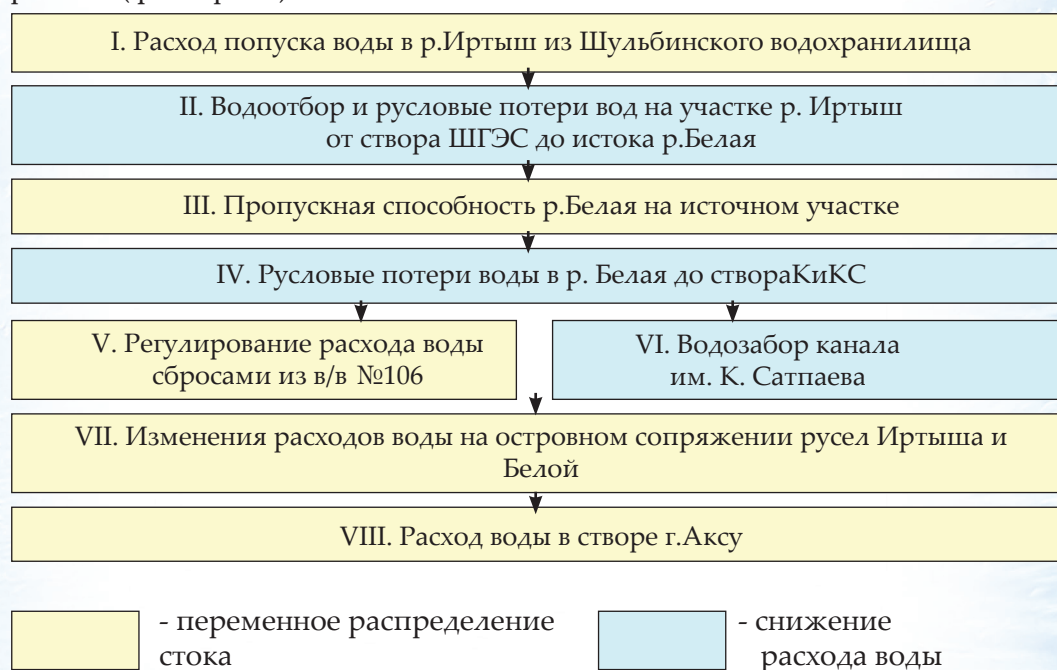 I. Расход попуска воды в р.Иртыш из Шульбинского водохранилища
II. Водоотбор и русловые потери вод на участке р. Иртыш
от створа ШГЭС до истока р.Белая
III. Пропускная способность р.Белая на источном участке
IV. Русловые потери воды в р. Белая до створаКиКС
V. Регулирование расхода воды
сбросами из в/в №106
VI. Водозабор канала
им. К. Сатпаева
VII. Изменения расходов воды на островном сопряжении русел Иртыша и
Белой
VIII. Расход воды в створе г.Аксу
- переменное распределение
стока
- снижение
расхода воды